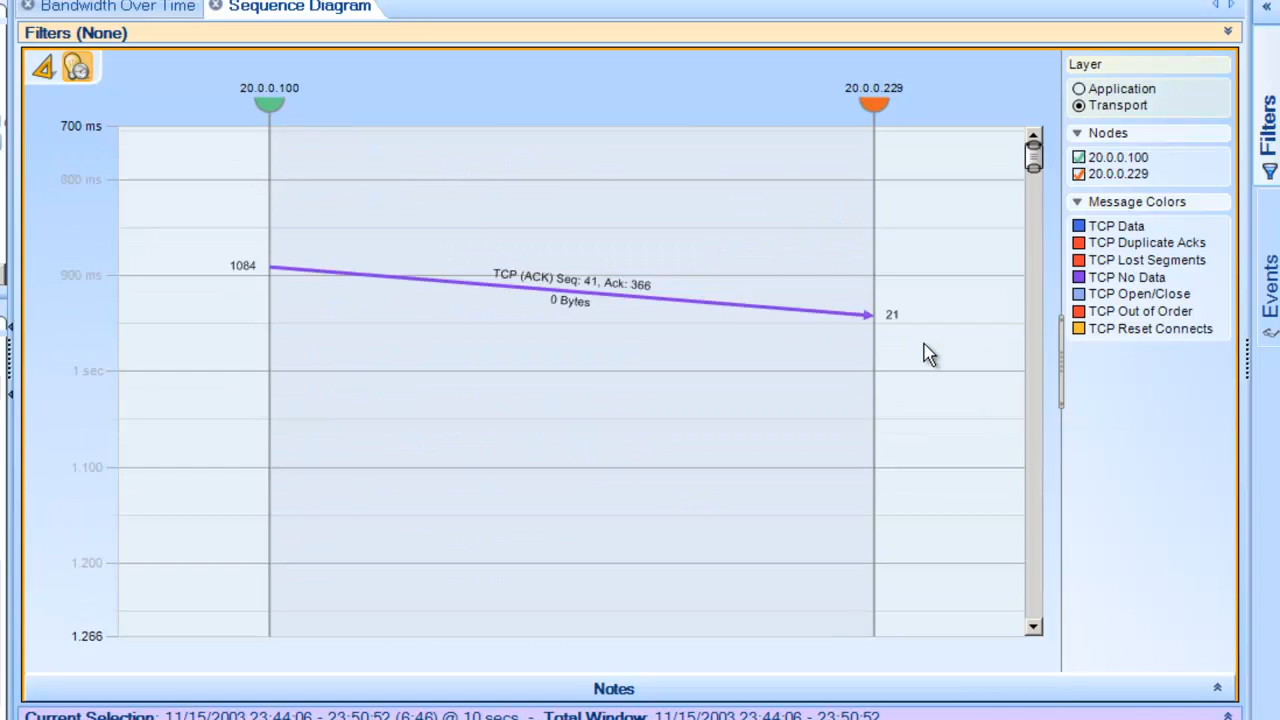 Bandwidth Over Time
Sequence Diagram
Filters (None)
20.0.0.100
20.0.0.229
700 ms
800 ms
900 ms
1 sec
1.100
1.200
1.266
1084
TCP (ACK) Seq: 41, Ack: 366
0 Bytes
21
Layer
Application
Transport
Nodes
20.0.0.100
20.0.0.229
Message Colors
TCP Data
TCP Duplicate Acks
TCP Lost Segments
TCP No Data
TCP Open/Close
TCP Out of Order
TCP Reset Connects
Filters
Events
Notes
Current Selection: 11/15/2003 23:44:06 - 23:50:52 (6:46) @ 10 secs - Total Window: 11/15/2003 23:44:06 - 23:50:52